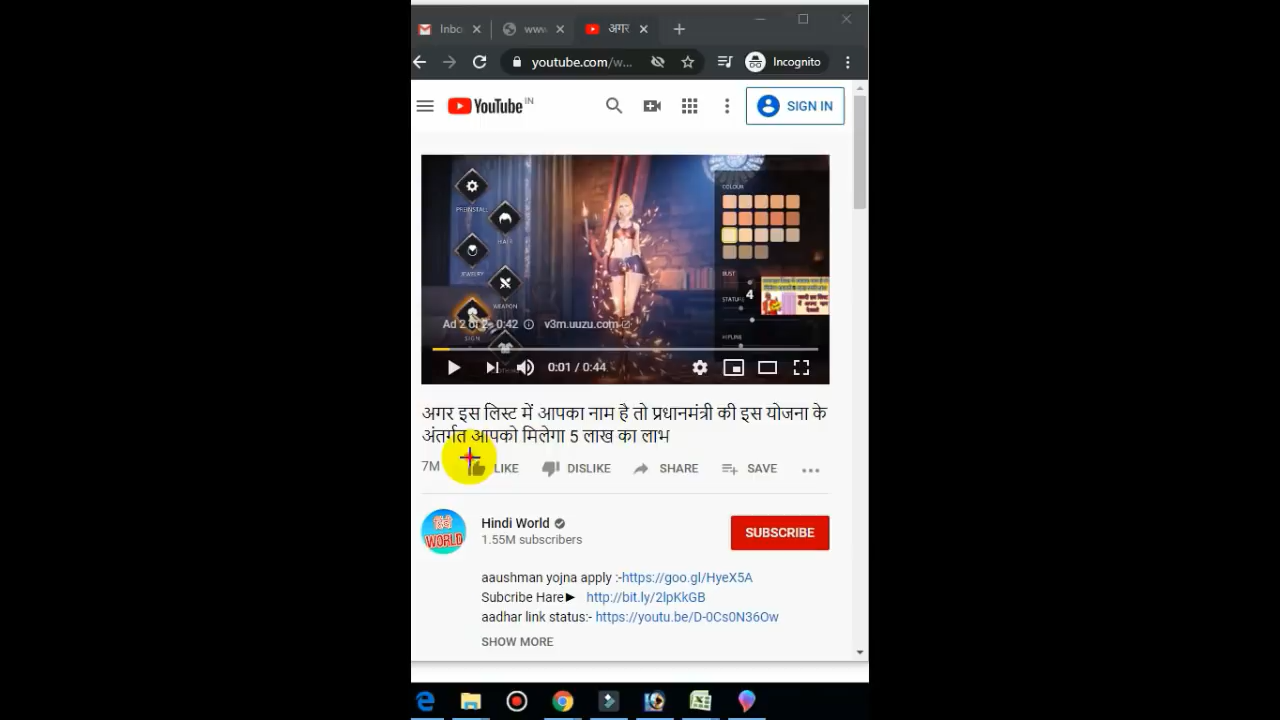 Inbo
www
अगर
youtube.com/w...
Incognito
YouTube IN
SIGN IN
PREINSTALL
HAIR
JEWELRY
WEAPON
SIGN
COLOUR
BUST
STATURE
HIPLINE
4
Ad 2 of 2 · 0:42 v3m.uuzu.com
0:01 / 0:44
अगर इस लिस्ट में आपका नाम है तो प्रधानमंत्री की इस योजना के
अंतर्गत आपको मिलेगा 5 लाख का लाभ
7M LIKE DISLIKE SHARE SAVE
हिंदी
WORLD
Hindi World
1.55M subscribers
SUBSCRIBE
aaushman yojna apply :-https://goo.gl/HyeX5A
Subcribe Hare► http://bit.ly/2lpKkGB
aadhar link status:- https://youtu.be/D-0Cs0N36Ow
SHOW MORE